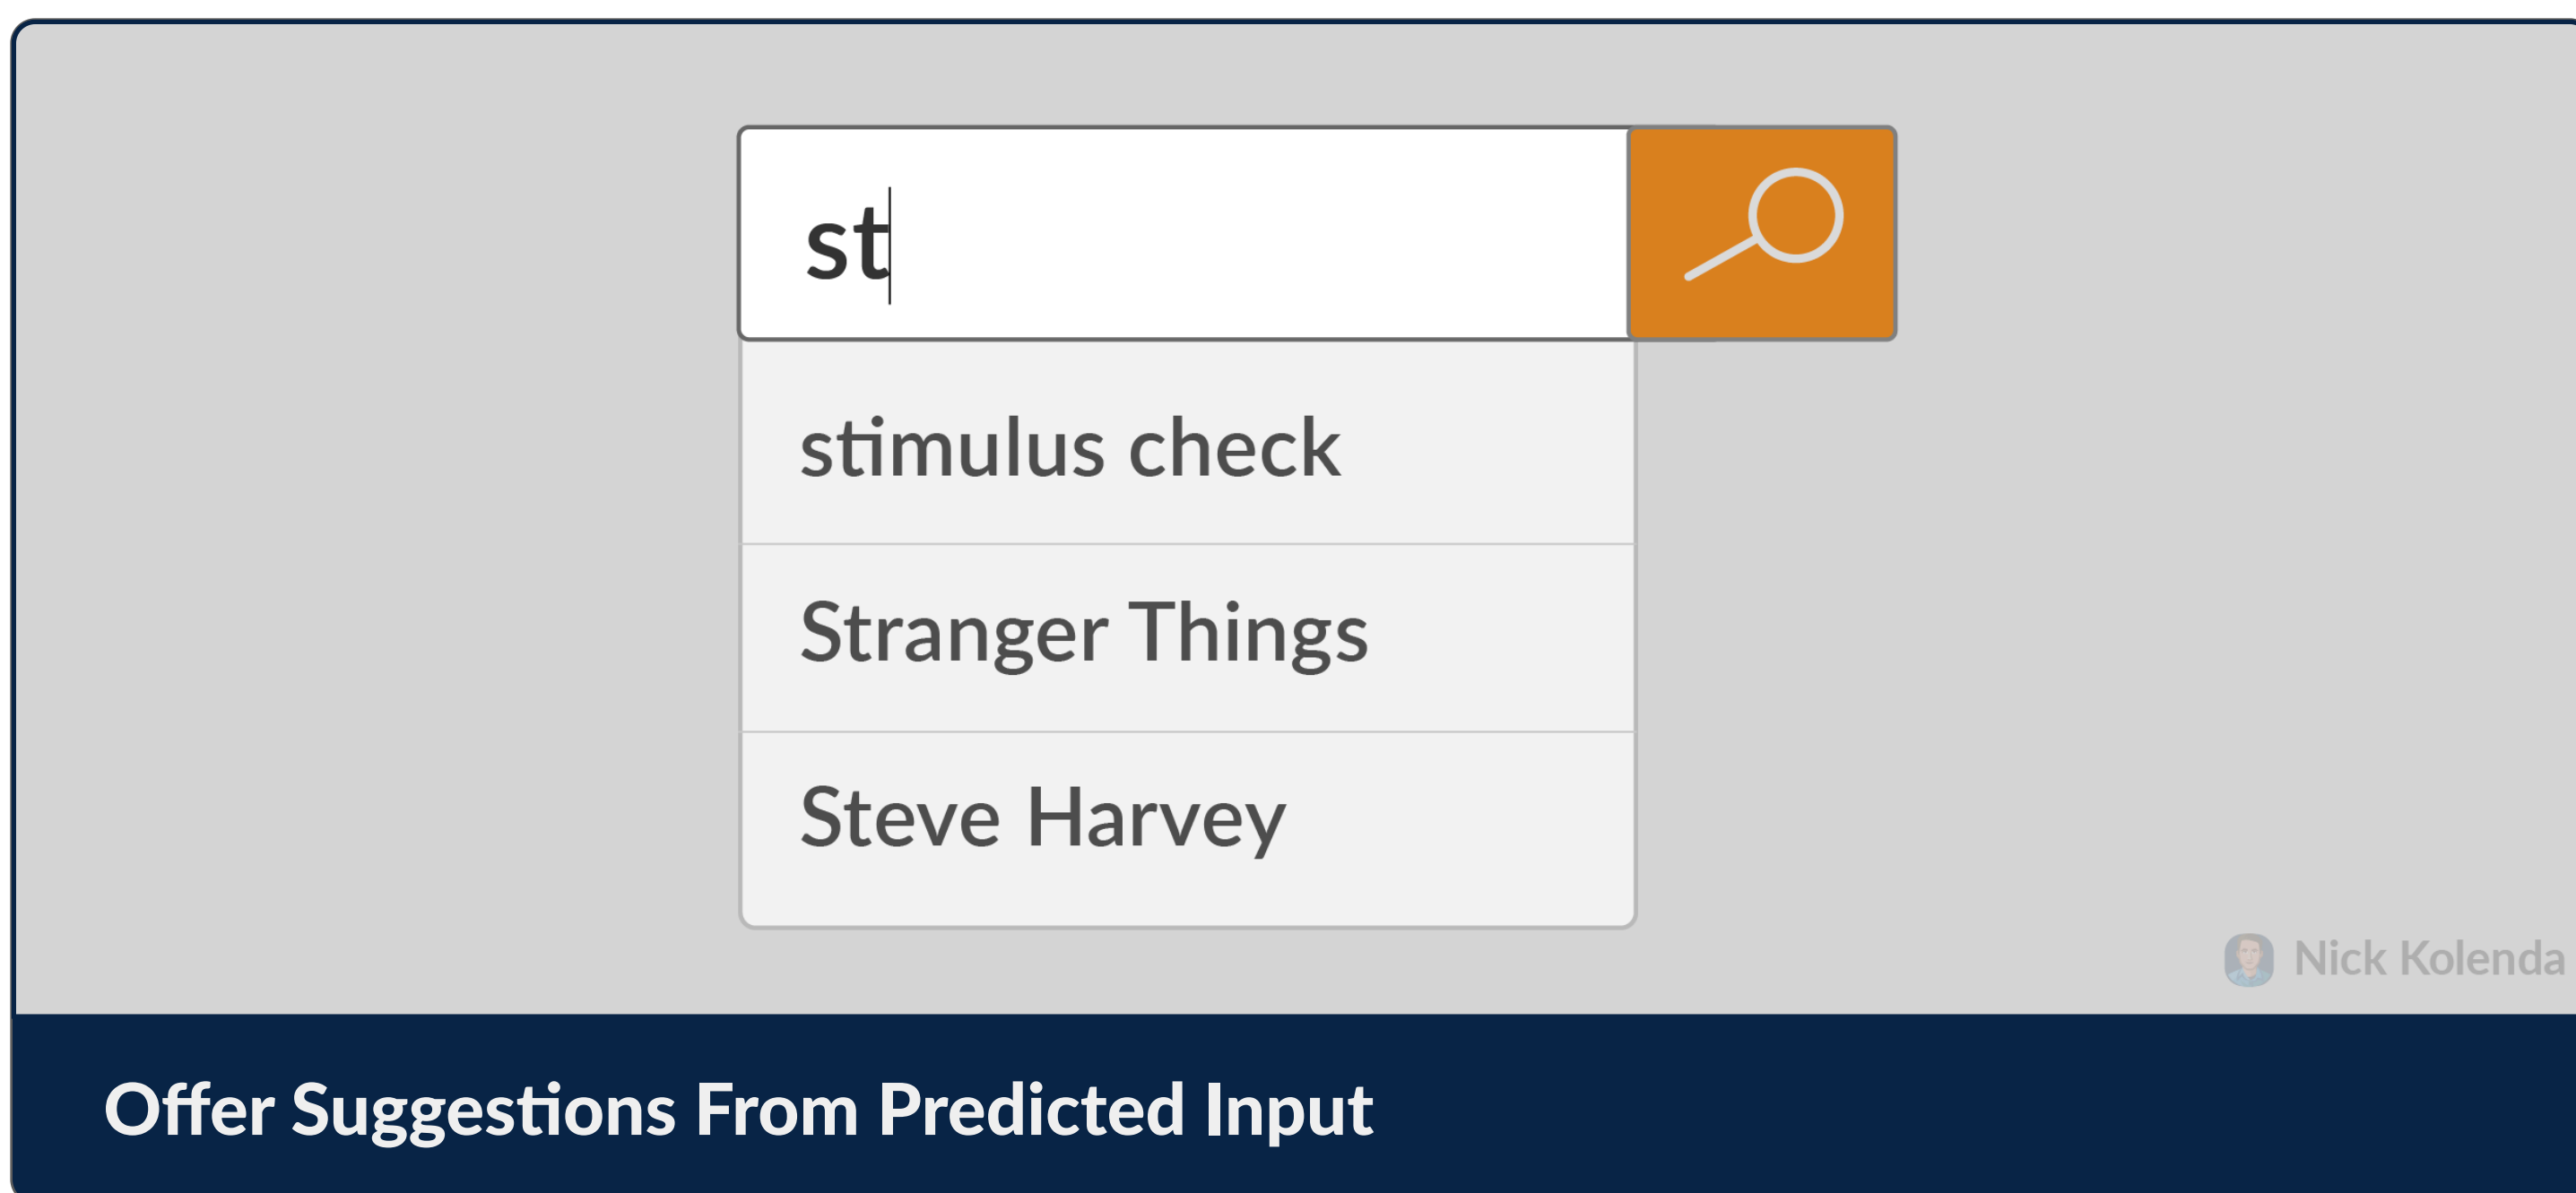 st
stimulus check
Stranger Things
Steve Harvey
Nick Kolenda
Offer Suggestions From Predicted Input